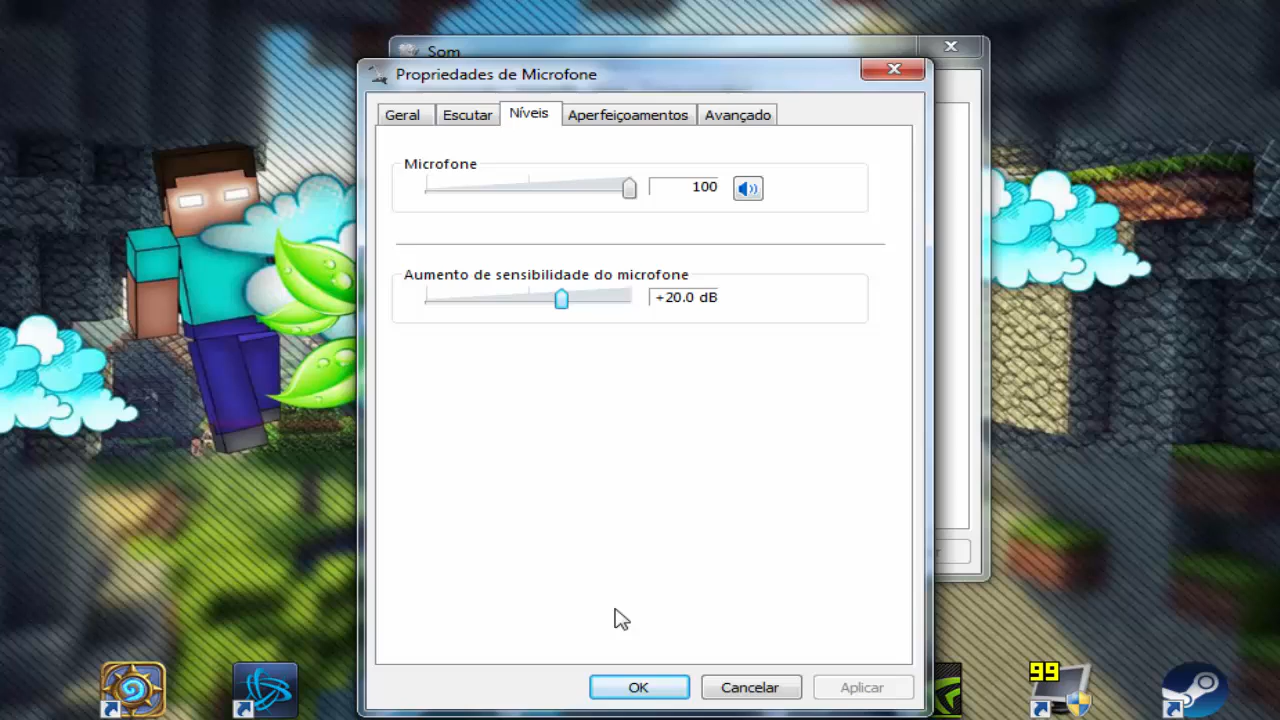 Som
Propriedades de Microfone
Geral Escutar Níveis Aperfeiçoamentos Avançado
Microfone
100
Aumento de sensibilidade do microfone
+20.0 dB
OK Cancelar Aplicar
99